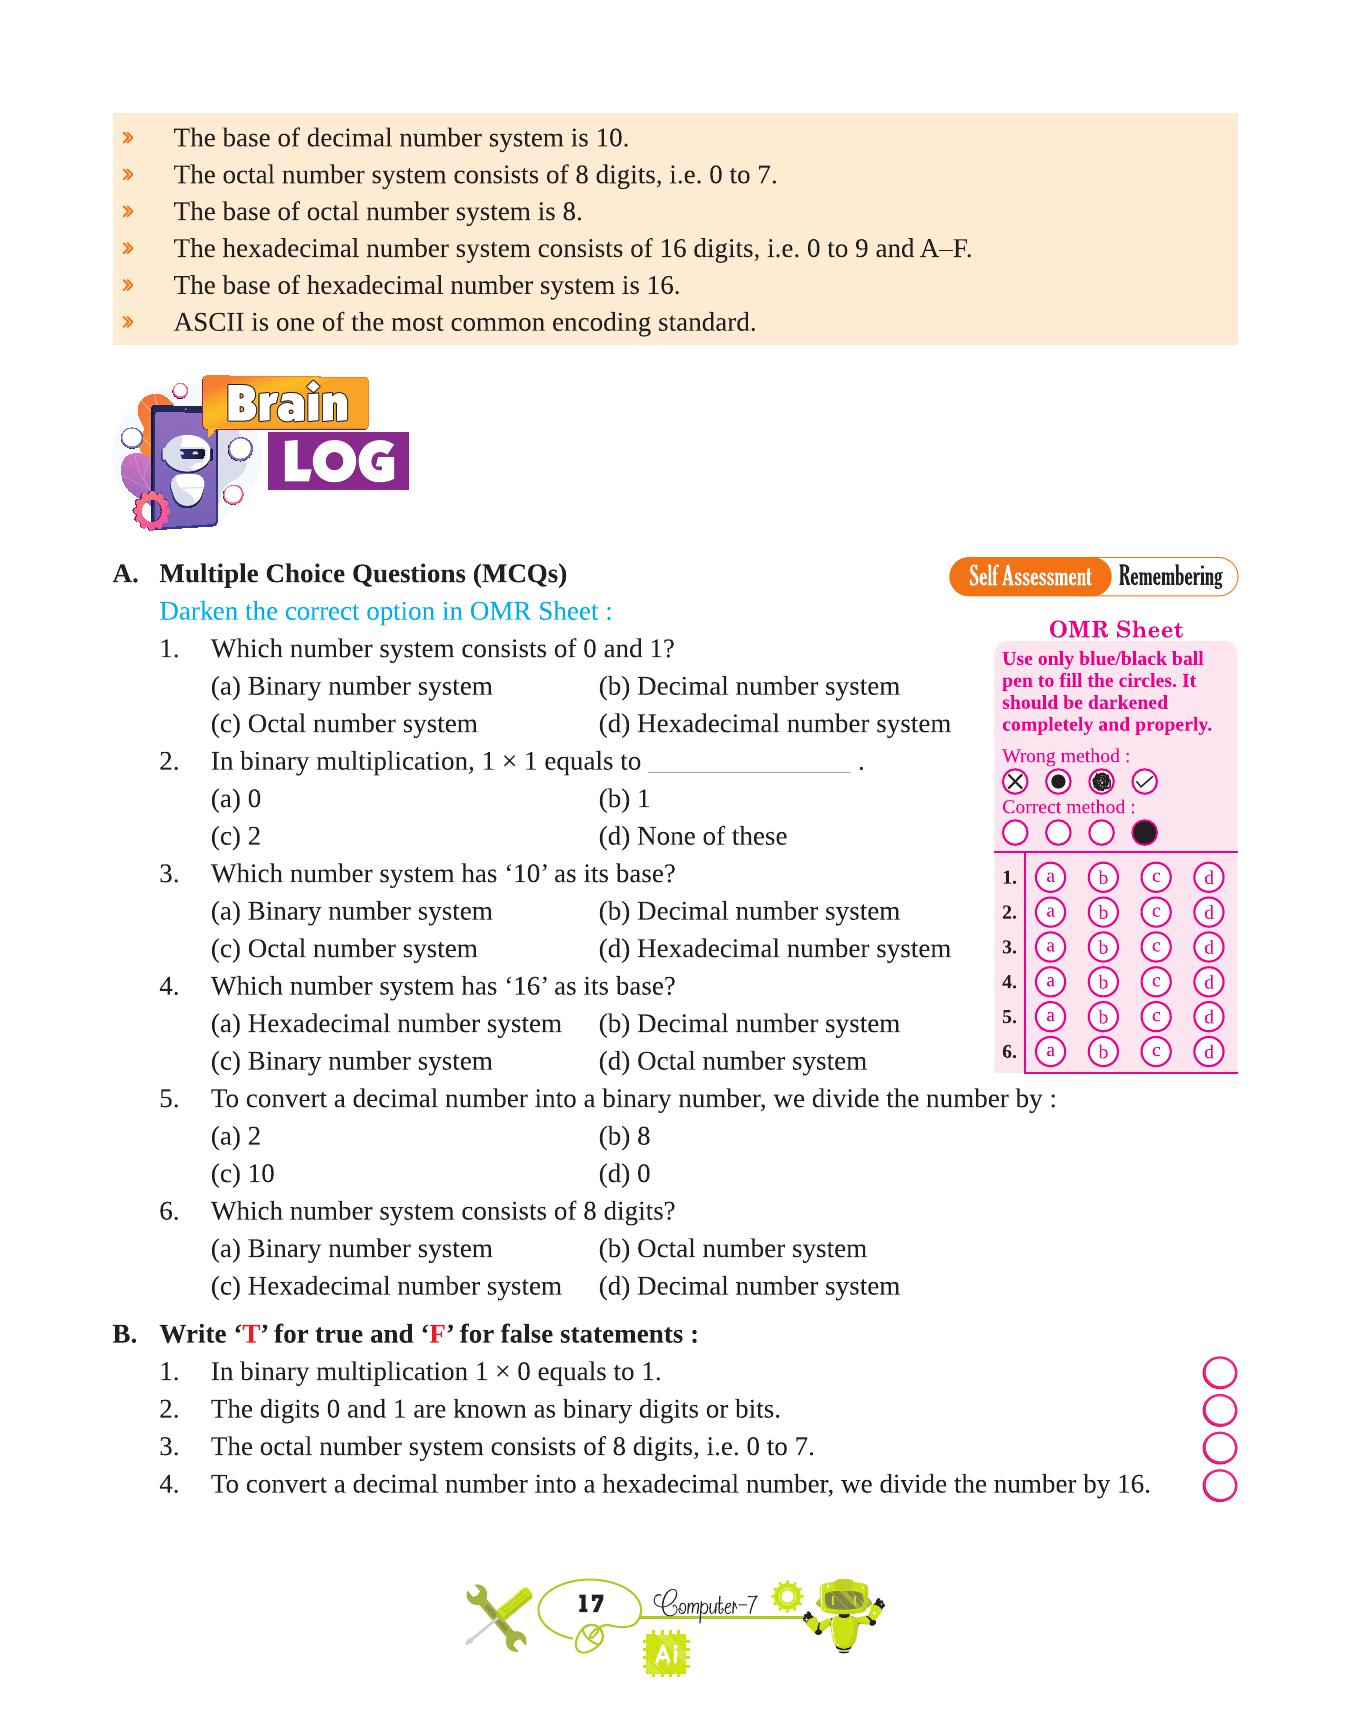 » The base of decimal number system is 10.
» The octal number system consists of 8 digits, i.e. 0 to 7.
» The base of octal number system is 8.
» The hexadecimal number system consists of 16 digits, i.e. 0 to 9 and A–F.
» The base of hexadecimal number system is 16.
» ASCII is one of the most common encoding standard.
Brain
LOG
A. Multiple Choice Questions (MCQs)
Self Assessment Remembering
Darken the correct option in OMR Sheet :
1. Which number system consists of 0 and 1?
(a) Binary number system (b) Decimal number system
(c) Octal number system (d) Hexadecimal number system
2. In binary multiplication, 1 × 1 equals to _______________ .
(a) 0 (b) 1
(c) 2 (d) None of these
3. Which number system has ‘10’ as its base?
(a) Binary number system (b) Decimal number system
(c) Octal number system (d) Hexadecimal number system
4. Which number system has ‘16’ as its base?
(a) Hexadecimal number system (b) Decimal number system
(c) Binary number system (d) Octal number system
5. To convert a decimal number into a binary number, we divide the number by :
(a) 2 (b) 8
(c) 10 (d) 0
6. Which number system consists of 8 digits?
(a) Binary number system (b) Octal number system
(c) Hexadecimal number system (d) Decimal number system
OMR Sheet
Use only blue/black ball
pen to fill the circles. It
should be darkened
completely and properly.
Wrong method :
Correct method :
1. a b c d
2. a b c d
3. a b c d
4. a b c d
5. a b c d
6. a b c d
B. Write ‘T’ for true and ‘F’ for false statements :
1. In binary multiplication 1 × 0 equals to 1.
2. The digits 0 and 1 are known as binary digits or bits.
3. The octal number system consists of 8 digits, i.e. 0 to 7.
4. To convert a decimal number into a hexadecimal number, we divide the number by 16.
17 Computer-7
Ai